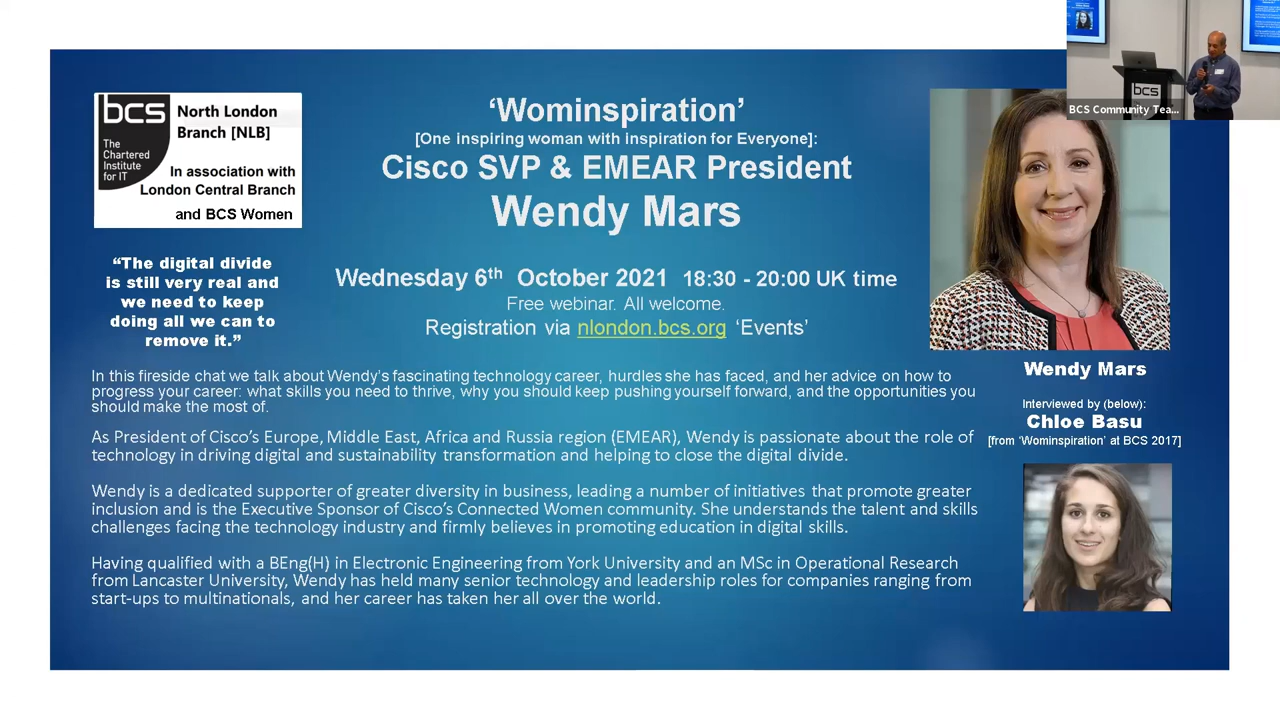 bcs
The
Chartered
Institute
for IT
North London
Branch [NLB]
In association with
London Central Branch
and BCS Women
“The digital divide
is still very real and
we need to keep
doing all we can to
remove it.”
‘Wominspiration’
[One inspiring woman with inspiration for Everyone]:
Cisco SVP & EMEAR President
Wendy Mars
Wednesday 6th October 2021 18:30 - 20:00 UK time
Free webinar. All welcome.
Registration via nlondon.bcs.org ‘Events’
In this fireside chat we talk about Wendy’s fascinating technology career, hurdles she has faced, and her advice on how to
progress your career: what skills you need to thrive, why you should keep pushing yourself forward, and the opportunities you
should make the most of.
As President of Cisco’s Europe, Middle East, Africa and Russia region (EMEAR), Wendy is passionate about the role of
technology in driving digital and sustainability transformation and helping to close the digital divide.
Wendy is a dedicated supporter of greater diversity in business, leading a number of initiatives that promote greater
inclusion and is the Executive Sponsor of Cisco’s Connected Women community. She understands the talent and skills
challenges facing the technology industry and firmly believes in promoting education in digital skills.
Having qualified with a BEng(H) in Electronic Engineering from York University and an MSc in Operational Research
from Lancaster University, Wendy has held many senior technology and leadership roles for companies ranging from
start-ups to multinationals, and her career has taken her all over the world.
Wendy Mars
Interviewed by (below):
Chloe Basu
[from ‘Wominspiration’ at BCS 2017]
bcs
BCS Community Tea...